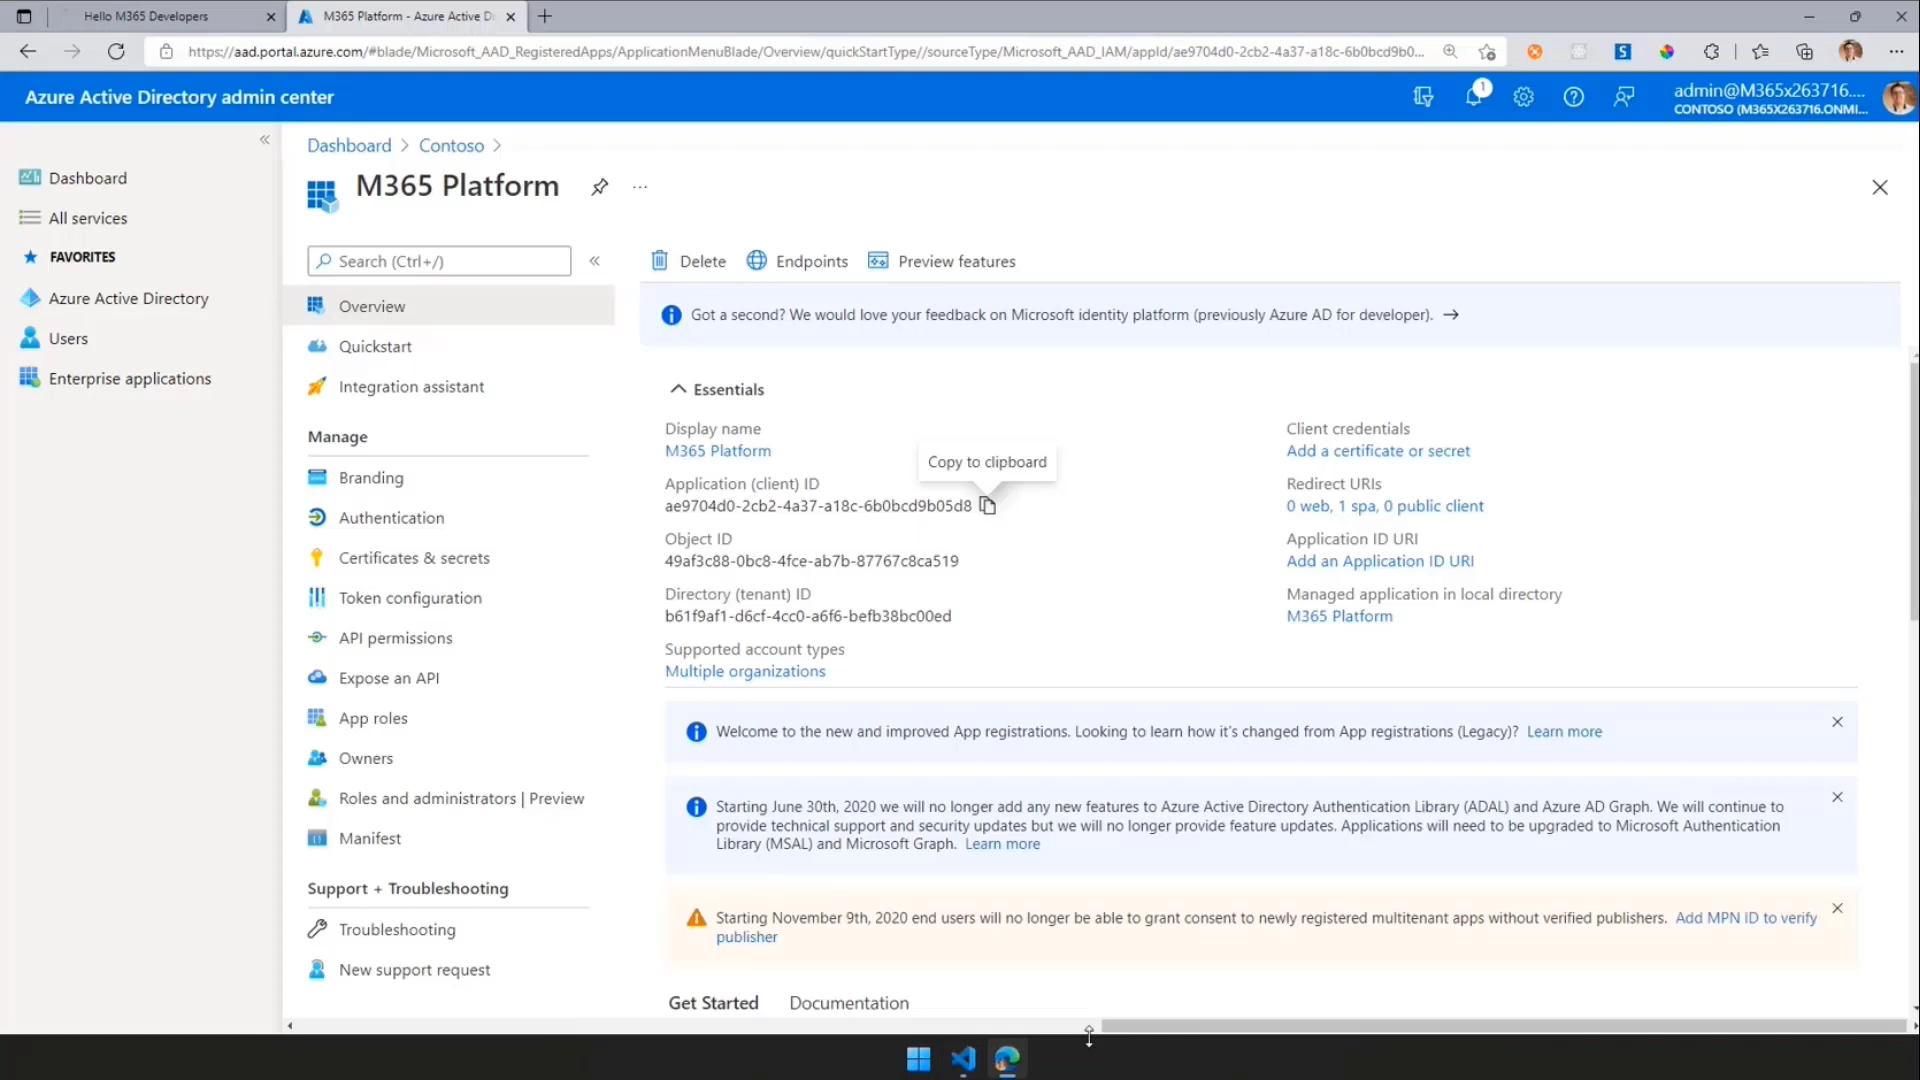 Hello M365 Developers
M365 Platform - Azure Active D
https://aad.portal.azure.com/#blade/Microsoft_AAD_RegisteredApps/ApplicationMenuBlade/Overview/quickStartType//sourceType/Microsoft_AAD_IAM/appId/ae9704d0-2cb2-4a37-a18c-6b0bcd9b0...
S
Azure Active Directory admin center
1
admin@M365x263716....
CONTOSO (M365X263716.ONMI...
Dashboard
All services
FAVORITES
Azure Active Directory
Users
Enterprise applications
Dashboard > Contoso >
M365 Platform
...
Search (Ctrl+/)
Overview
Quickstart
Integration assistant
Manage
Branding
Authentication
Certificates & secrets
Token configuration
API permissions
Expose an API
App roles
Owners
Roles and administrators | Preview
Manifest
Support + Troubleshooting
Troubleshooting
New support request
Delete
Endpoints
Preview features
Got a second? We would love your feedback on Microsoft identity platform (previously Azure AD for developer). →
Essentials
Display name
M365 Platform
Copy to clipboard
Application (client) ID
ae9704d0-2cb2-4a37-a18c-6b0bcd9b05d8
Object ID
49af3c88-0bc8-4fce-ab7b-87767c8ca519
Directory (tenant) ID
b61f9af1-d6cf-4cc0-a6f6-befb38bc00ed
Supported account types
Multiple organizations
Client credentials
Add a certificate or secret
Redirect URIs
0 web, 1 spa, 0 public client
Application ID URI
Add an Application ID URI
Managed application in local directory
M365 Platform
Welcome to the new and improved App registrations. Looking to learn how it's changed from App registrations (Legacy)? Learn more
Starting June 30th, 2020 we will no longer add any new features to Azure Active Directory Authentication Library (ADAL) and Azure AD Graph. We will continue to
provide technical support and security updates but we will no longer provide feature updates. Applications will need to be upgraded to Microsoft Authentication
Library (MSAL) and Microsoft Graph. Learn more
Starting November 9th, 2020 end users will no longer be able to grant consent to newly registered multitenant apps without verified publishers. Add MPN ID to verify
publisher
Get Started
Documentation